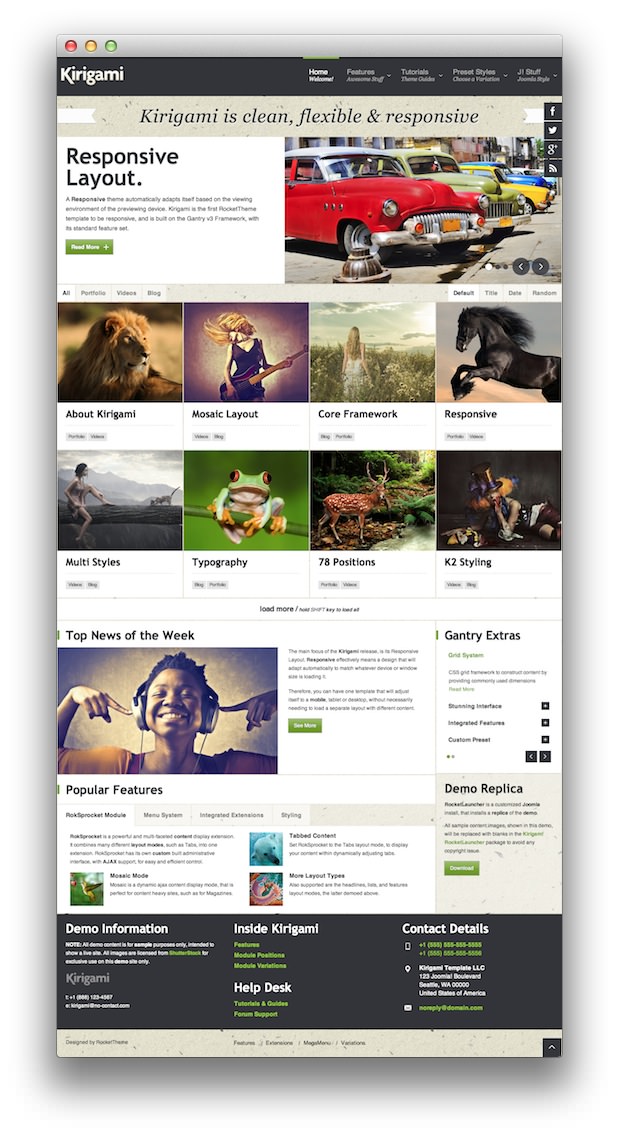 Kirigami
Home
Welcome!
Features
Awesome Stuff
Tutorials
Theme Guides
Preset Styles
Choose a Variation
J! Stuff
Joomla Style
Kirigami is clean, flexible & responsive
Responsive
Layout.
A Responsive theme automatically adapts itself based on the viewing
environment of the previewing device. Kirigami is the first RocketTheme
template to be responsive, and is built on the Gantry v3 Framework, with
its standard feature set.
Read More +
All Portfolio Videos Blog
Default Title Date Random
About Kirigami
Portfolio Videos
Mosaic Layout
Videos Blog
Core Framework
Blog Portfolio
Responsive
Portfolio Videos
Multi Styles
Videos Blog
Typography
Blog Portfolio
78 Positions
Portfolio Videos
K2 Styling
Videos Blog
load more / hold SHIFT key to load all
Top News of the Week
The main focus of the Kirigami release, is its Responsive
Layout. Responsive effectively means a design that will
adapt automatically to match whatever device or window
size is loading it.
Therefore, you can have one template that will adjust
itself to a mobile, tablet or desktop, without necessarily
needing to load a separate layout with different content.
See More
Gantry Extras
Grid System
CSS grid framework to construct content by
providing commonly used dimensions
Read More
Stunning Interface +
Integrated Features +
Custom Preset +
Popular Features
RokSprocket Module Menu System Integrated Extensions Styling
RokSprocket is a powerful and multi-faceted content display extension.
It combines many different layout modes, such as Tabs, into one
extension. RokSprocket has its own custom built administrative
interface, with AJAX support, for easy and efficient control.
Tabbed Content
Set RokSprocket to the Tabs layout mode, to display
your content within dynamically adjusting tabs.
Mosaic Mode
Mosaic is a dynamic ajax content display mode, that is
perfect for content heavy sites, such as for Magazines.
More Layout Types
Also supported are the headlines, lists, and features
layout modes, the latter demoed above.
Demo Replica
RocketLauncher is a customized Joomla
install, that installs a replica of the demo.
All sample content images, shown in this demo,
will be replaced with blanks in the Kirigami
RocketLauncher package to avoid any
copyright issue.
Download
Demo Information
NOTE: All demo content is for sample purposes only, intended to
show a live site. All images are licensed from ShutterStock for
exclusive use on this demo site only.
Kirigami
t: +1 (888) 123-4567
e: kirigami@no-contact.com
Inside Kirigami
Features
Module Positions
Module Variations
Help Desk
Tutorials & Guides
Forum Support
Contact Details
+1 (555) 555-555-5555
+1 (555) 555-555-5556
Kirigami Template LLC
123 Joomla! Boulevard
Seattle, WA 00000
United States of America
noreply@domain.com
Designed by RocketTheme
Features / Extensions / MegaMenu / Variations